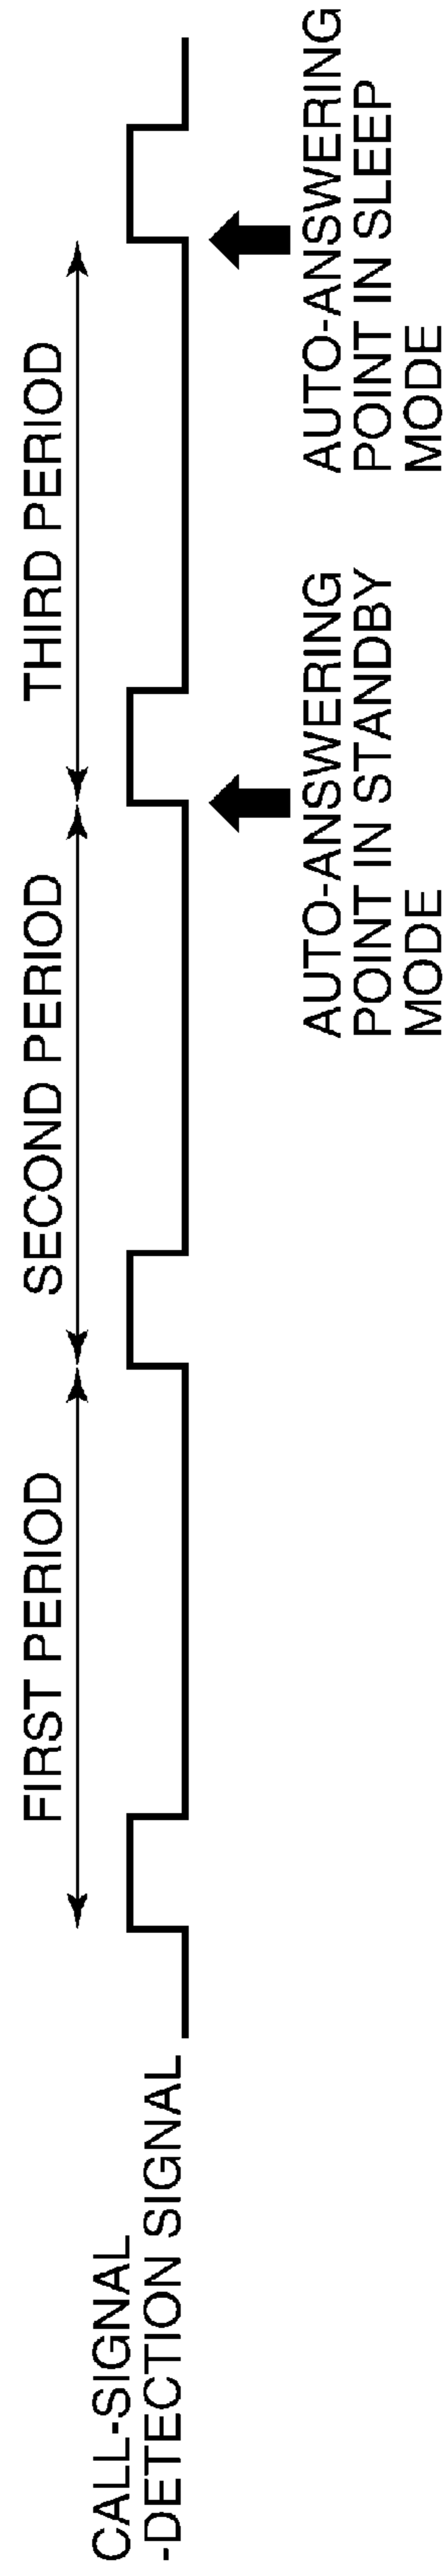 FIRST PERIOD
SECOND PERIOD
THIRD PERIOD
CALL-SIGNAL
-DETECTION SIGNAL
AUTO-ANSWERING
POINT IN STANDBY
MODE
AUTO-ANSWERING
POINT IN SLEEP
MODE